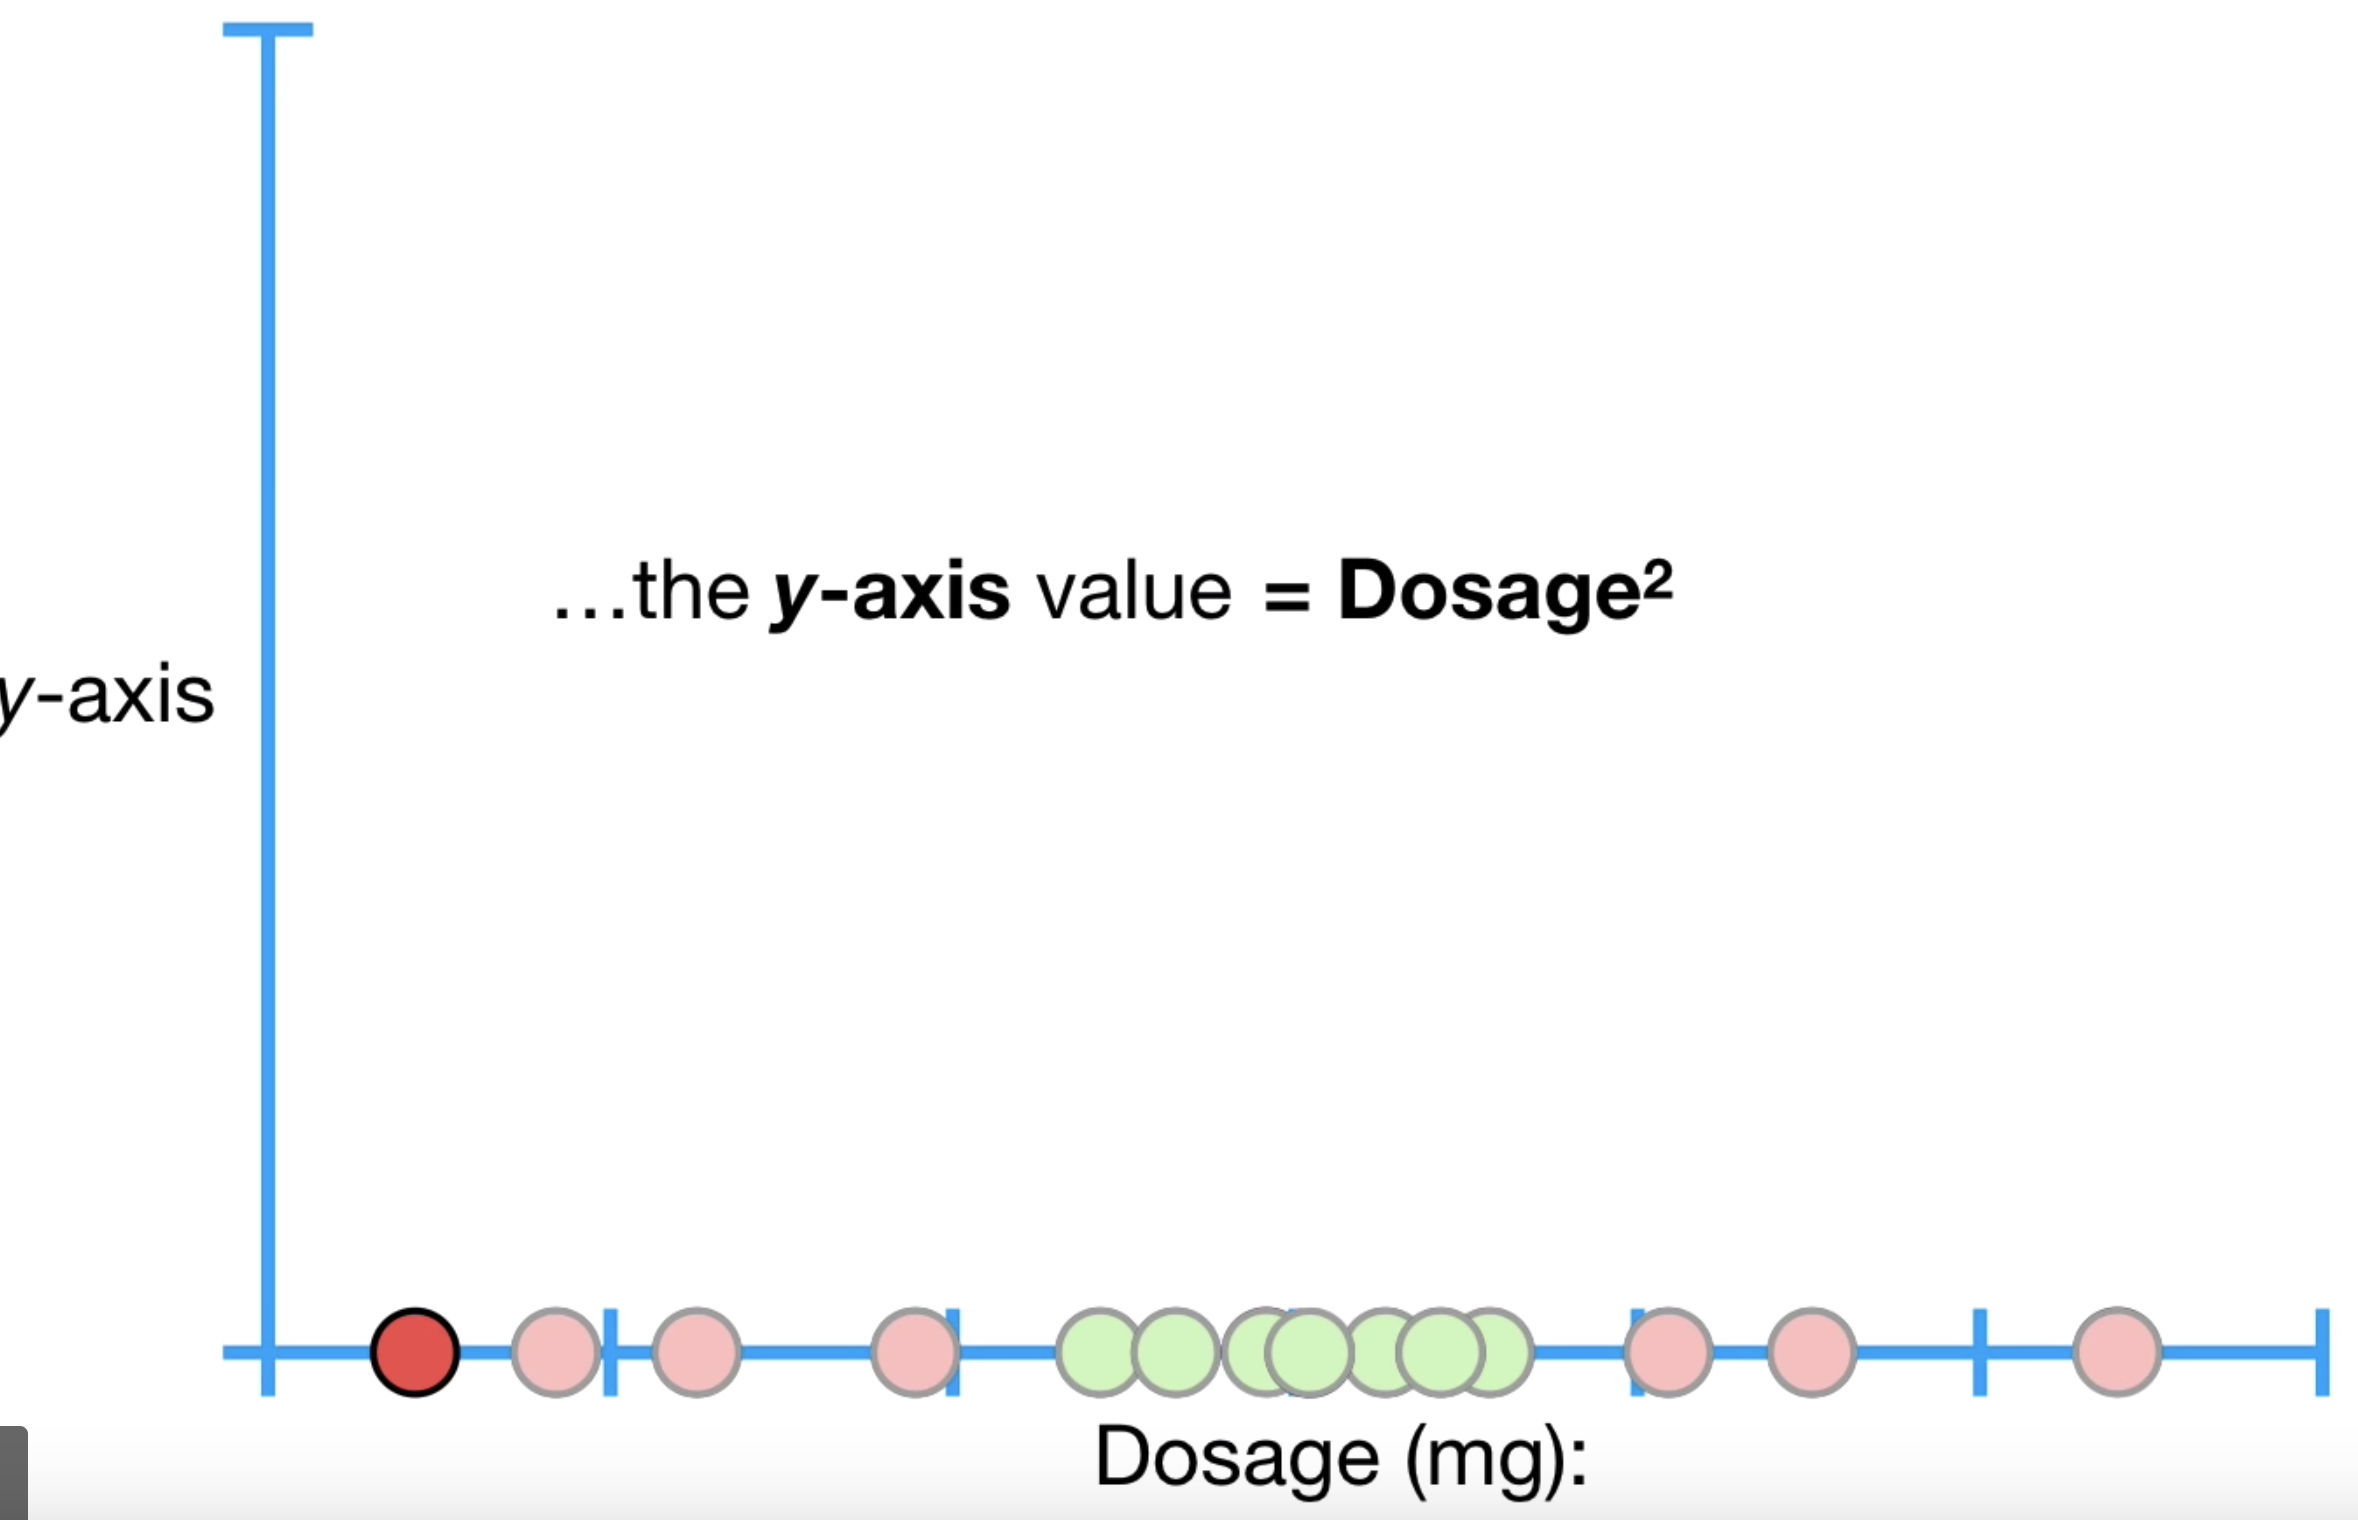 ...the y-axis value = Dosage²
y-axis
Dosage (mg):